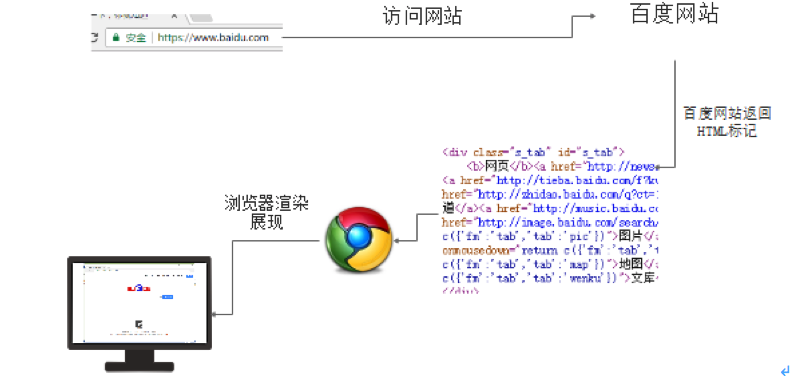 访问网站
百度网站
安全 https://www.baidu.com
百度网站返回
HTML标记
<div class="s_tab" id="s_tab">
<b>网页</b><a href="http://news
<a href="http://tieba.baidu.com/f?kw
href="http://zhidao.baidu.com/q?ct=
道</a><a href="http://music.baidu.co
href="http://image.baidu.com/search/
c({'fm':'tab','tab':'pic'})">图片</
onmousedown="return c({'fm':'tab','
c({'fm':'tab','tab':'map'})">地图</
c({'fm':'tab','tab':'wenku'})">文库
</div>
浏览器渲染
展现